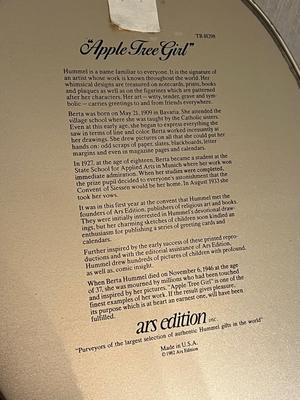 TR 48298
"Apple Tree Girl"
Hummel is a name familiar to everyone. It is the signature of
an artist whose work is known throughout the world. Her
whimsical designs are treasured on notecards, prints, books
and plaques as well as on the figurines which are patterned
after her characters. Her art – witty, tender, grave and sym-
bolic – carries greetings to and from friends everywhere.
Berta was born on May 21, 1909 in Bavaria. She attended the
village school where she was taught by the Catholic sisters.
Even at this early age, she began to express everything she
saw in terms of line and color. Berta worked incessantly at
her drawings. She drew pictures on all that she could put her
hands on: odd scraps of paper, slates, blackboards, letter
margins and even in magazine pages and calendars.
In 1927, at the age of eighteen, Berta became a student at the
State School for Applied Arts in Munich where her work won
immediate admiration. When her studies were completed,
the prize pupil decided to everyone's astonishment that the
Convent of Siessen would be her home. In August 1933 she
took her vows.
It was in this first year at the convent that Hummel met the
founders of Ars Edition, publishers of religious art and books.
They were initially interested in Hummel's devotional draw-
ings, but her charming sketches of children soon kindled an
enthusiasm for publishing a series of greeting cards and
calendars.
Further inspired by the early success of these printed repro-
ductions and with the editorial assistance of Ars Edition,
Hummel drew hundreds of pictures of children with profound,
as well as, comic insight.
When Berta Hummel died on November 6, 1946 at the age
of 37, she was mourned by millions who had been touched
and inspired by her pictures. "Apple Tree Girl" is one of the
finest examples of her work. If the result gives pleasure,
its purpose which is at heart an earnest one, will have been
fulfilled.
ars edition inc.
"Purveyors of the largest selection of authentic Hummel gifts in the world"
Made in U.S.A.
© 1982 Ars Edition